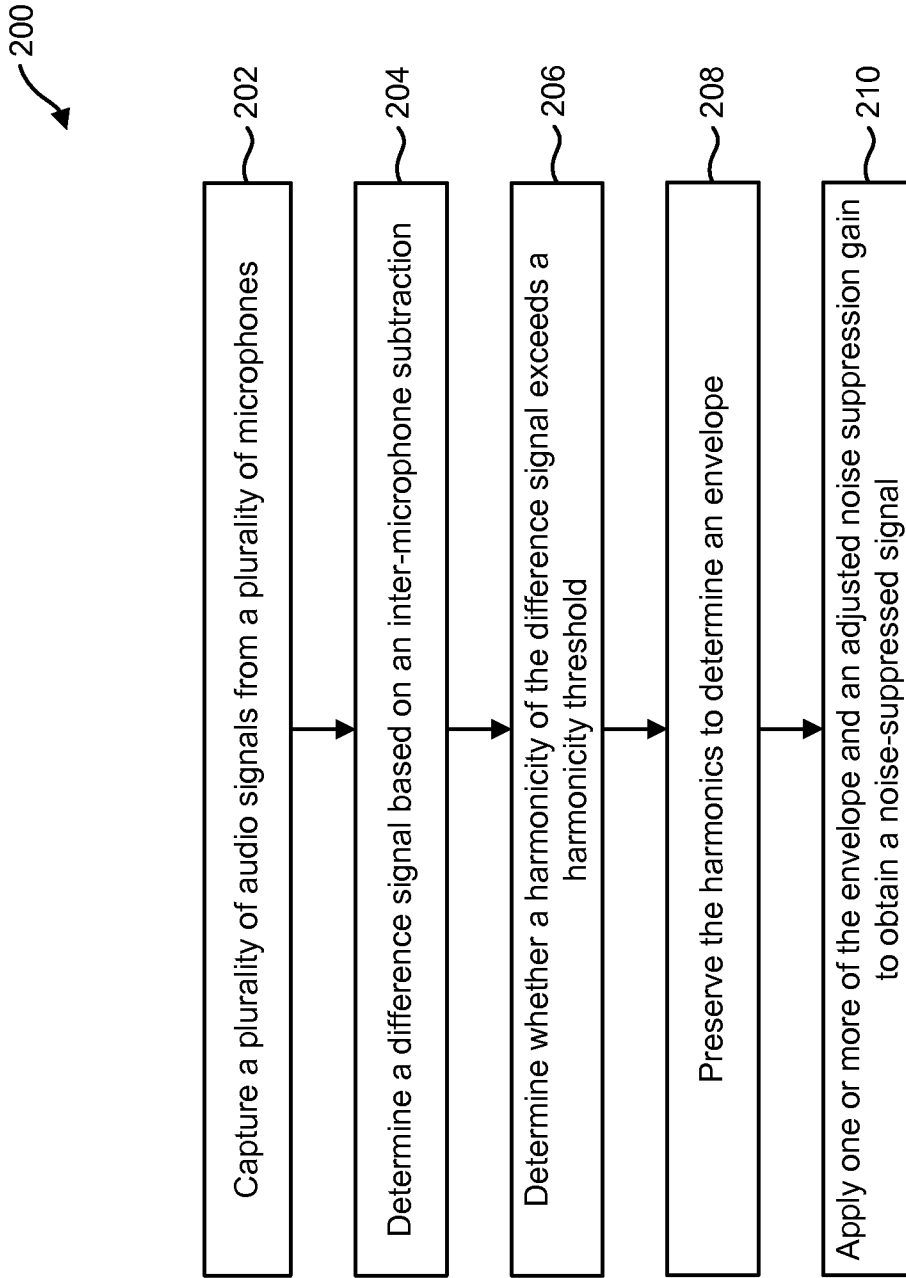 200
Capture a plurality of audio signals from a plurality of microphones
202
Determine a difference signal based on an inter-microphone subtraction
204
Determine whether a harmonicity of the difference signal exceeds a
harmonicity threshold
206
Preserve the harmonics to determine an envelope
208
Apply one or more of the envelope and an adjusted noise suppression gain
to obtain a noise-suppressed signal
210